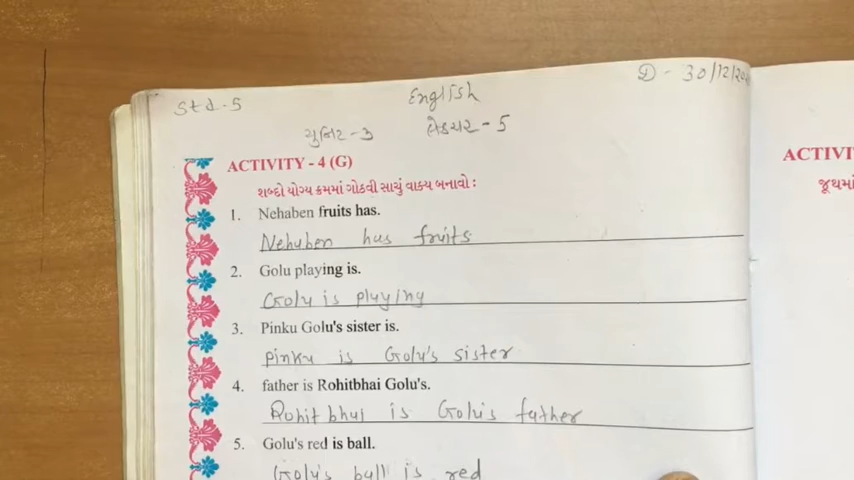 Std-5
English
D - 30/12/20
યુનિટ-૩
લેક્ચર-5
ACTIVITY - 4 (G)
શબ્દો યોગ્ય ક્રમમાં ગોઠવી સાચું વાક્ય બનાવો :
1. Nehaben fruits has.
Nehaben has fruits
2. Golu playing is.
Golu is playing
3. Pinku Golu's sister is.
Pinku is Golu's sister
4. father is Rohitbhai Golu's.
Rohitbhai is Golu's father
5. Golu's red is ball.
Golu's ball is red
ACTIVI
જૂથમાં